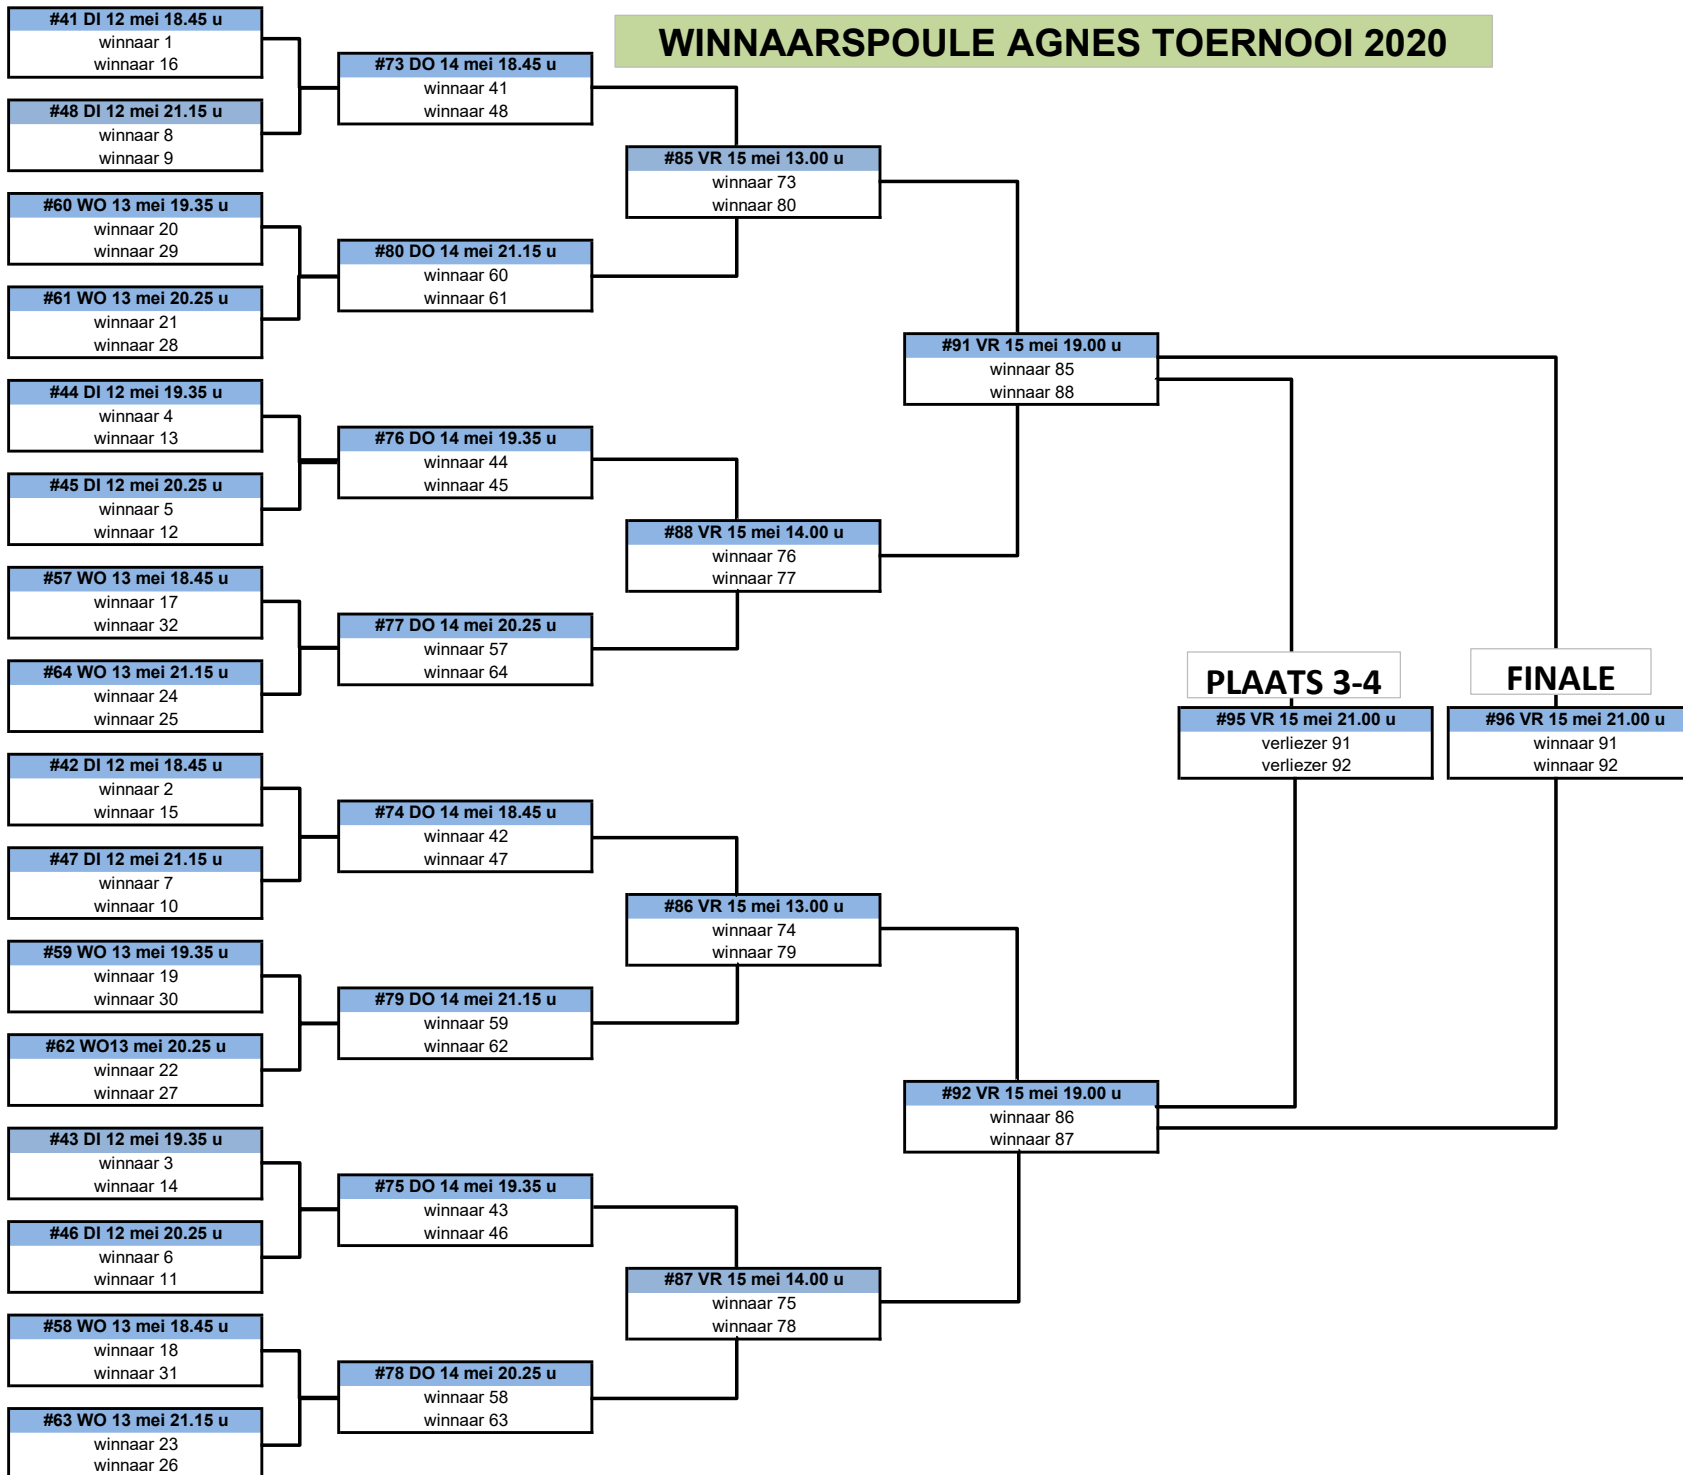 WINNAARSPOULE AGNES TOERNOOI 2020
#41 DI 12 mei 18.45 u
winnaar 1
winnaar 16
#48 DI 12 mei 21.15 u
winnaar 8
winnaar 9
#60 WO 13 mei 19.35 u
winnaar 20
winnaar 29
#61 WO 13 mei 20.25 u
winnaar 21
winnaar 28
#44 DI 12 mei 19.35 u
winnaar 4
winnaar 13
#45 DI 12 mei 20.25 u
winnaar 5
winnaar 12
#57 WO 13 mei 18.45 u
winnaar 17
winnaar 32
#64 WO 13 mei 21.15 u
winnaar 24
winnaar 25
#42 DI 12 mei 18.45 u
winnaar 2
winnaar 15
#47 DI 12 mei 21.15 u
winnaar 7
winnaar 10
#59 WO 13 mei 19.35 u
winnaar 19
winnaar 30
#62 WO13 mei 20.25 u
winnaar 22
winnaar 27
#43 DI 12 mei 19.35 u
winnaar 3
winnaar 14
#46 DI 12 mei 20.25 u
winnaar 6
winnaar 11
#58 WO 13 mei 18.45 u
winnaar 18
winnaar 31
#63 WO 13 mei 21.15 u
winnaar 23
winnaar 26
#73 DO 14 mei 18.45 u
winnaar 41
winnaar 48
#80 DO 14 mei 21.15 u
winnaar 60
winnaar 61
#76 DO 14 mei 19.35 u
winnaar 44
winnaar 45
#77 DO 14 mei 20.25 u
winnaar 57
winnaar 64
#74 DO 14 mei 18.45 u
winnaar 42
winnaar 47
#79 DO 14 mei 21.15 u
winnaar 59
winnaar 62
#75 DO 14 mei 19.35 u
winnaar 43
winnaar 46
#78 DO 14 mei 20.25 u
winnaar 58
winnaar 63
#85 VR 15 mei 13.00 u
winnaar 73
winnaar 80
#88 VR 15 mei 14.00 u
winnaar 76
winnaar 77
#86 VR 15 mei 13.00 u
winnaar 74
winnaar 79
#87 VR 15 mei 14.00 u
winnaar 75
winnaar 78
#91 VR 15 mei 19.00 u
winnaar 85
winnaar 88
#92 VR 15 mei 19.00 u
winnaar 86
winnaar 87
PLAATS 3-4
#95 VR 15 mei 21.00 u
verliezer 91
verliezer 92
FINALE
#96 VR 15 mei 21.00 u
winnaar 91
winnaar 92